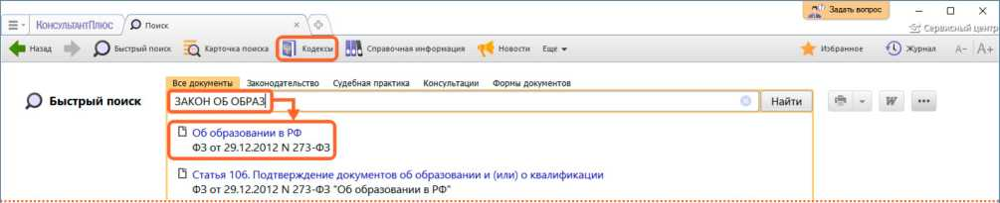 Задать вопрос
КонсультантПлюс
Поиск
Сервисный центр
Назад Быстрый поиск Карточка поиска Кодексы Справочная информация Новости Еще Избранное Журнал A- A+
Все документы Законодательство Судебная практика Консультации Формы документов
Быстрый поиск ЗАКОН ОБ ОБРАЗ Найти W
Об образовании в РФ
ФЗ от 29.12.2012 N 273-ФЗ
Статья 106. Подтверждение документов об образовании и (или) о квалификации
ФЗ от 29.12.2012 N 273-ФЗ "Об образовании в РФ"